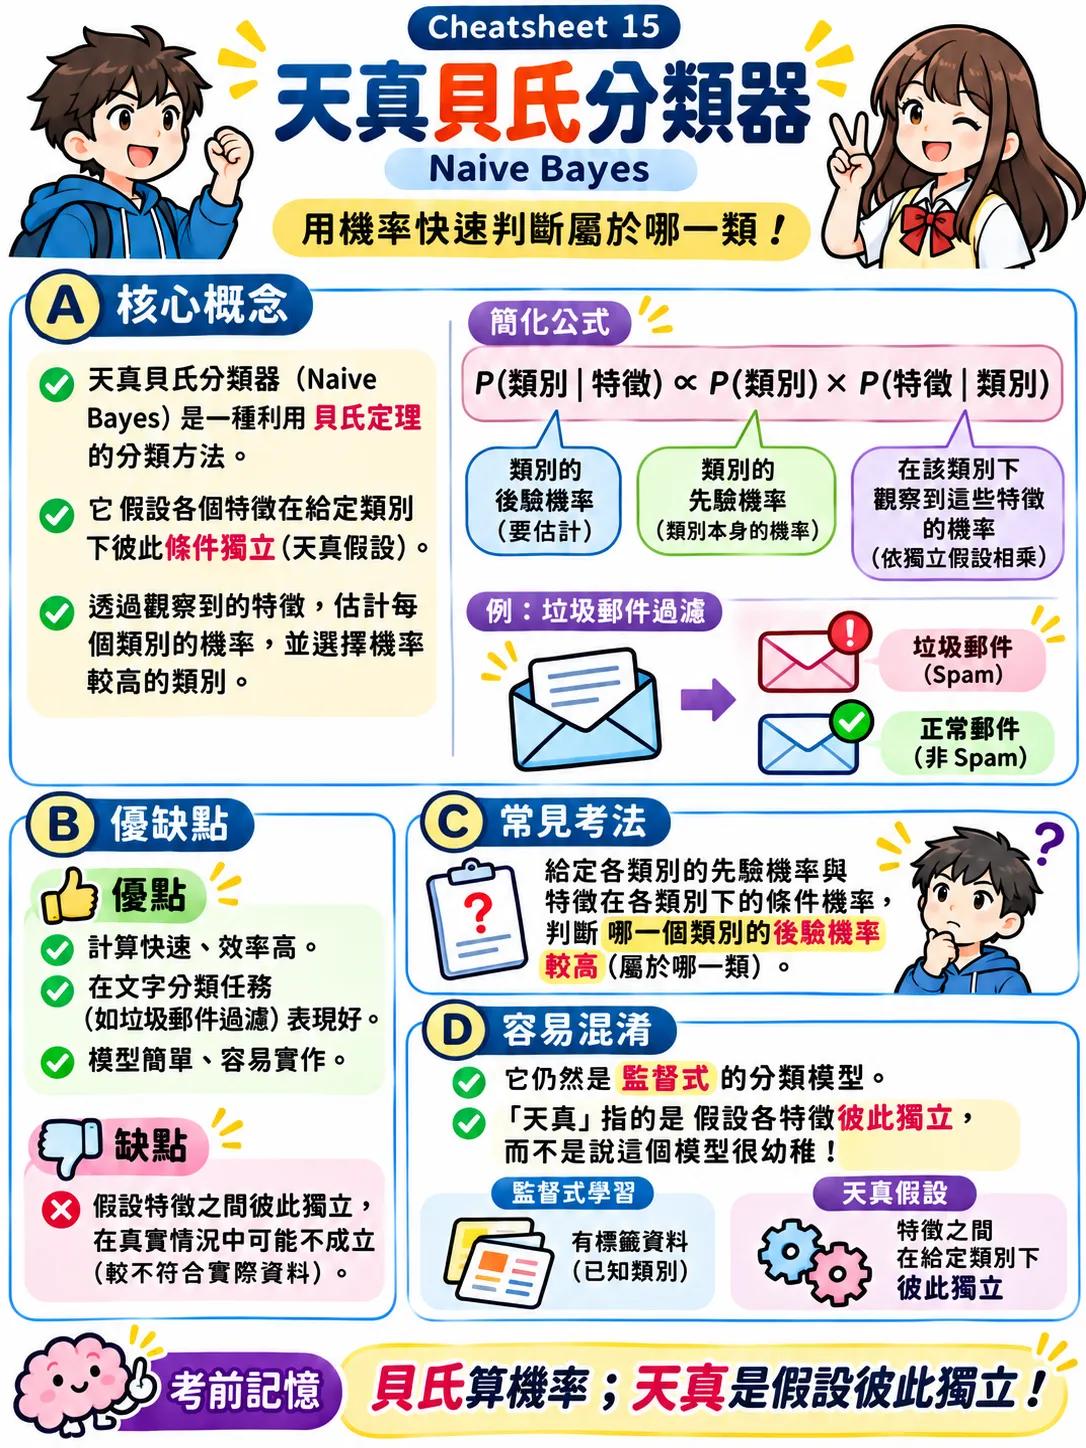 Cheatsheet 15
天真貝氏分類器
Naive Bayes
用機率快速判斷屬於哪一類！
A 核心概念
天真貝氏分類器（Naive
Bayes）是一種利用 貝氏定理
的分類方法。
它 假設各個特徵在給定類別
下彼此條件獨立（天真假設）。
透過觀察到的特徵，估計每
個類別的機率，並選擇機率
較高的類別。
簡化公式
P(類別 | 特徵) ∝ P(類別) × P(特徵 | 類別)
類別的
後驗機率
（要估計）
類別的
先驗機率
（類別本身的機率）
在該類別下
觀察到這些特徵
的機率
（依獨立假設相乘）
例：垃圾郵件過濾
!
垃圾郵件
（Spam）
正常郵件
（非 Spam）
B 優缺點
優點
計算快速、效率高。
在文字分類任務
（如垃圾郵件過濾）表現好。
模型簡單、容易實作。
缺點
假設特徵之間彼此獨立，
在真實情況中可能不成立
（較不符合實際資料）。
C 常見考法
?
給定各類別的先驗機率與
特徵在各類別下的條件機率，
判斷 哪一個類別的後驗機率
較高（屬於哪一類）。
?
D 容易混淆
它仍然是 監督式 的分類模型。
「天真」指的是 假設各特徵彼此獨立，
而不是說這個模型很幼稚！
監督式學習
有標籤資料
（已知類別）
天真假設
特徵之間
在給定類別下
彼此獨立
考前記憶
貝氏算機率；天真是假設彼此獨立！